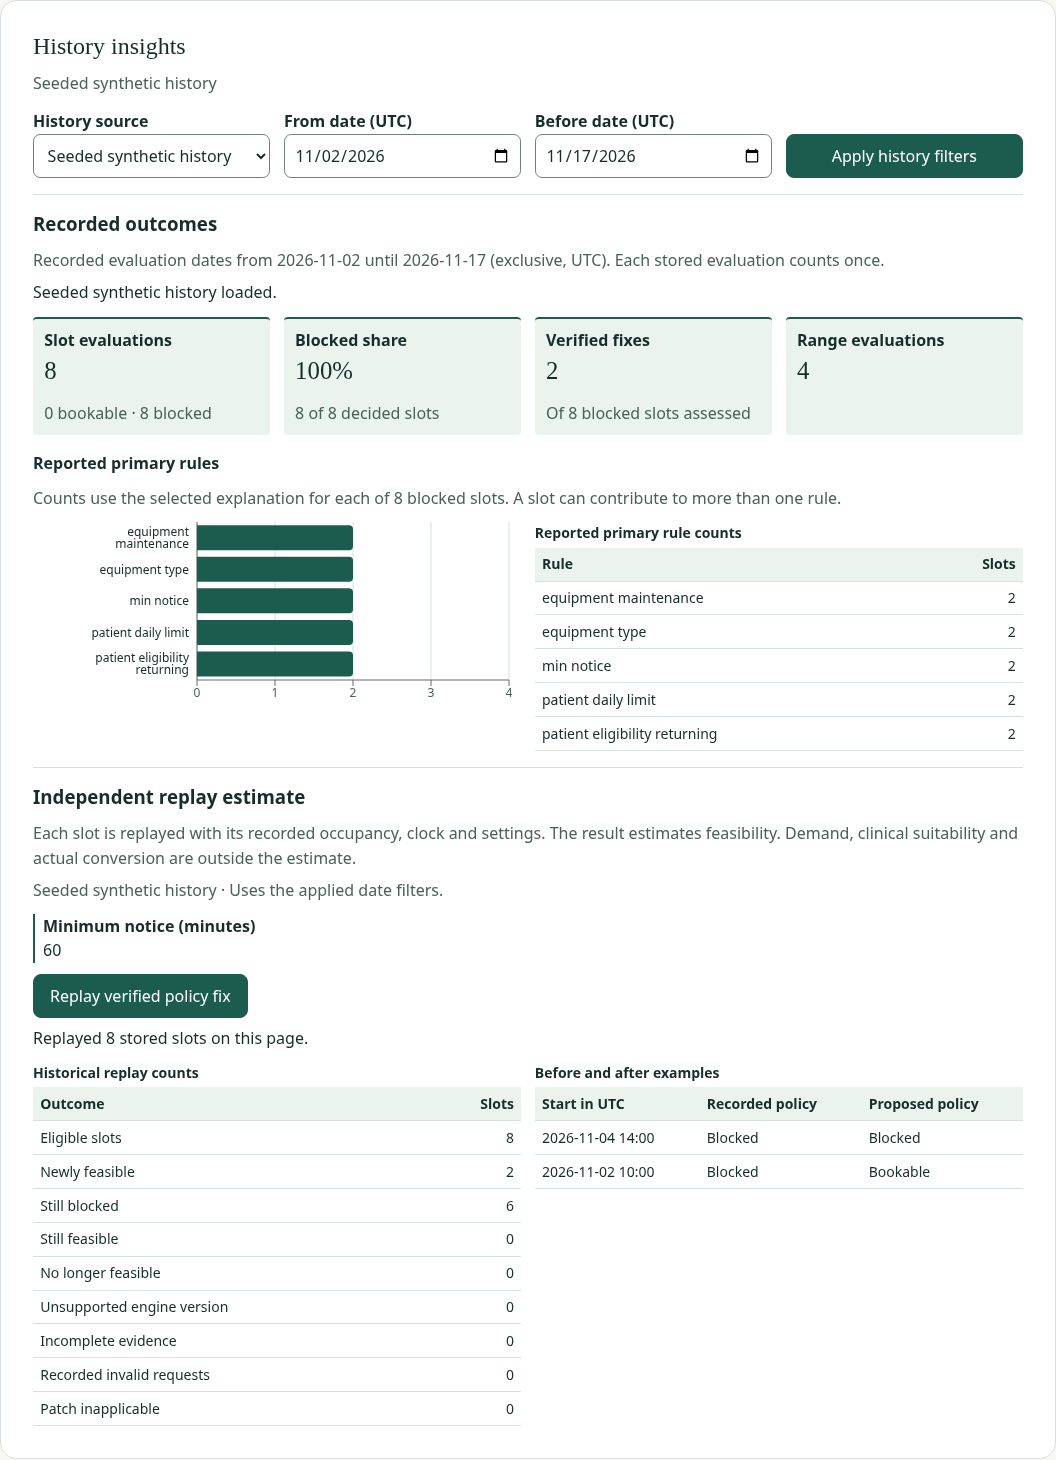 History insights
Seeded synthetic history
History source
From date (UTC)
Before date (UTC)
Seeded synthetic history
11/02/2026
11/17/2026
Apply history filters
Recorded outcomes
Recorded evaluation dates from 2026-11-02 until 2026-11-17 (exclusive, UTC). Each stored evaluation counts once.
Seeded synthetic history loaded.
Slot evaluations
8
0 bookable · 8 blocked
Blocked share
100%
8 of 8 decided slots
Verified fixes
2
Of 8 blocked slots assessed
Range evaluations
4
Reported primary rules
Counts use the selected explanation for each of 8 blocked slots. A slot can contribute to more than one rule.
equipment
maintenance
equipment type
min notice
patient daily limit
patient eligibility
returning
0 1 2 3 4
Reported primary rule counts
Rule Slots
equipment maintenance 2
equipment type 2
min notice 2
patient daily limit 2
patient eligibility returning 2
Independent replay estimate
Each slot is replayed with its recorded occupancy, clock and settings. The result estimates feasibility. Demand, clinical suitability and
actual conversion are outside the estimate.
Seeded synthetic history · Uses the applied date filters.
Minimum notice (minutes)
60
Replay verified policy fix
Replayed 8 stored slots on this page.
Historical replay counts
Outcome Slots
Eligible slots 8
Newly feasible 2
Still blocked 6
Still feasible 0
No longer feasible 0
Unsupported engine version 0
Incomplete evidence 0
Recorded invalid requests 0
Patch inapplicable 0
Before and after examples
Start in UTC Recorded policy Proposed policy
2026-11-04 14:00 Blocked Blocked
2026-11-02 10:00 Blocked Bookable